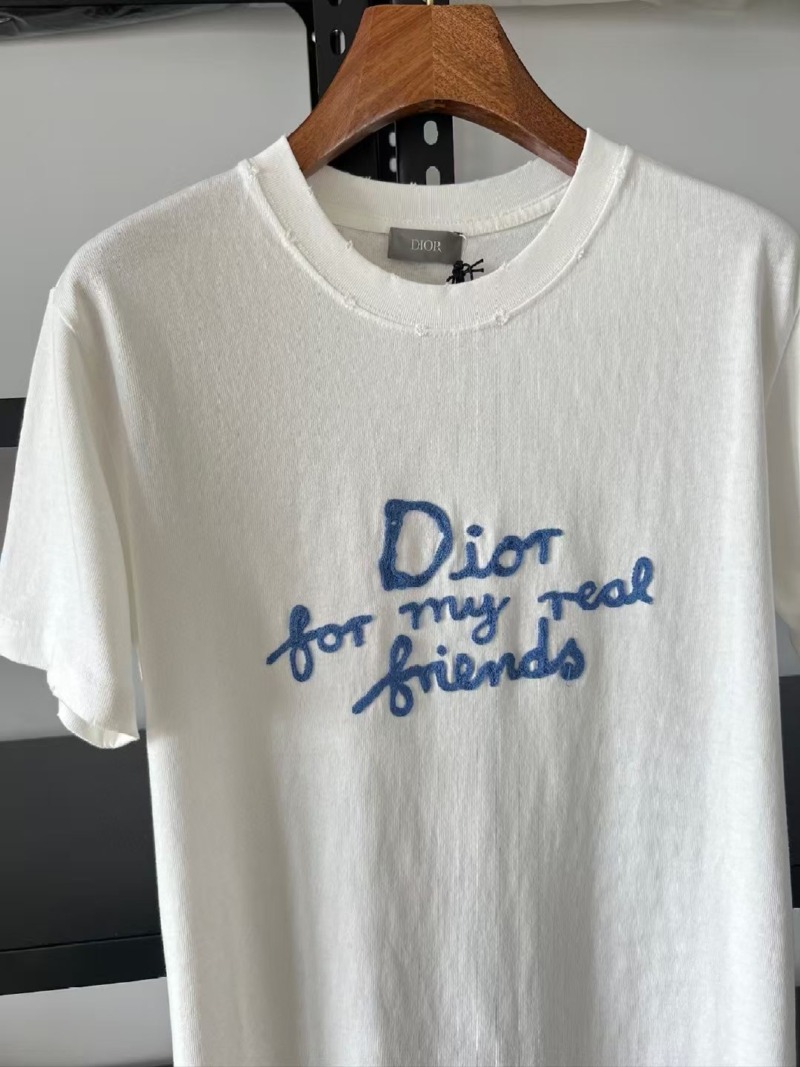 DIOR
Dior
for my real
friends